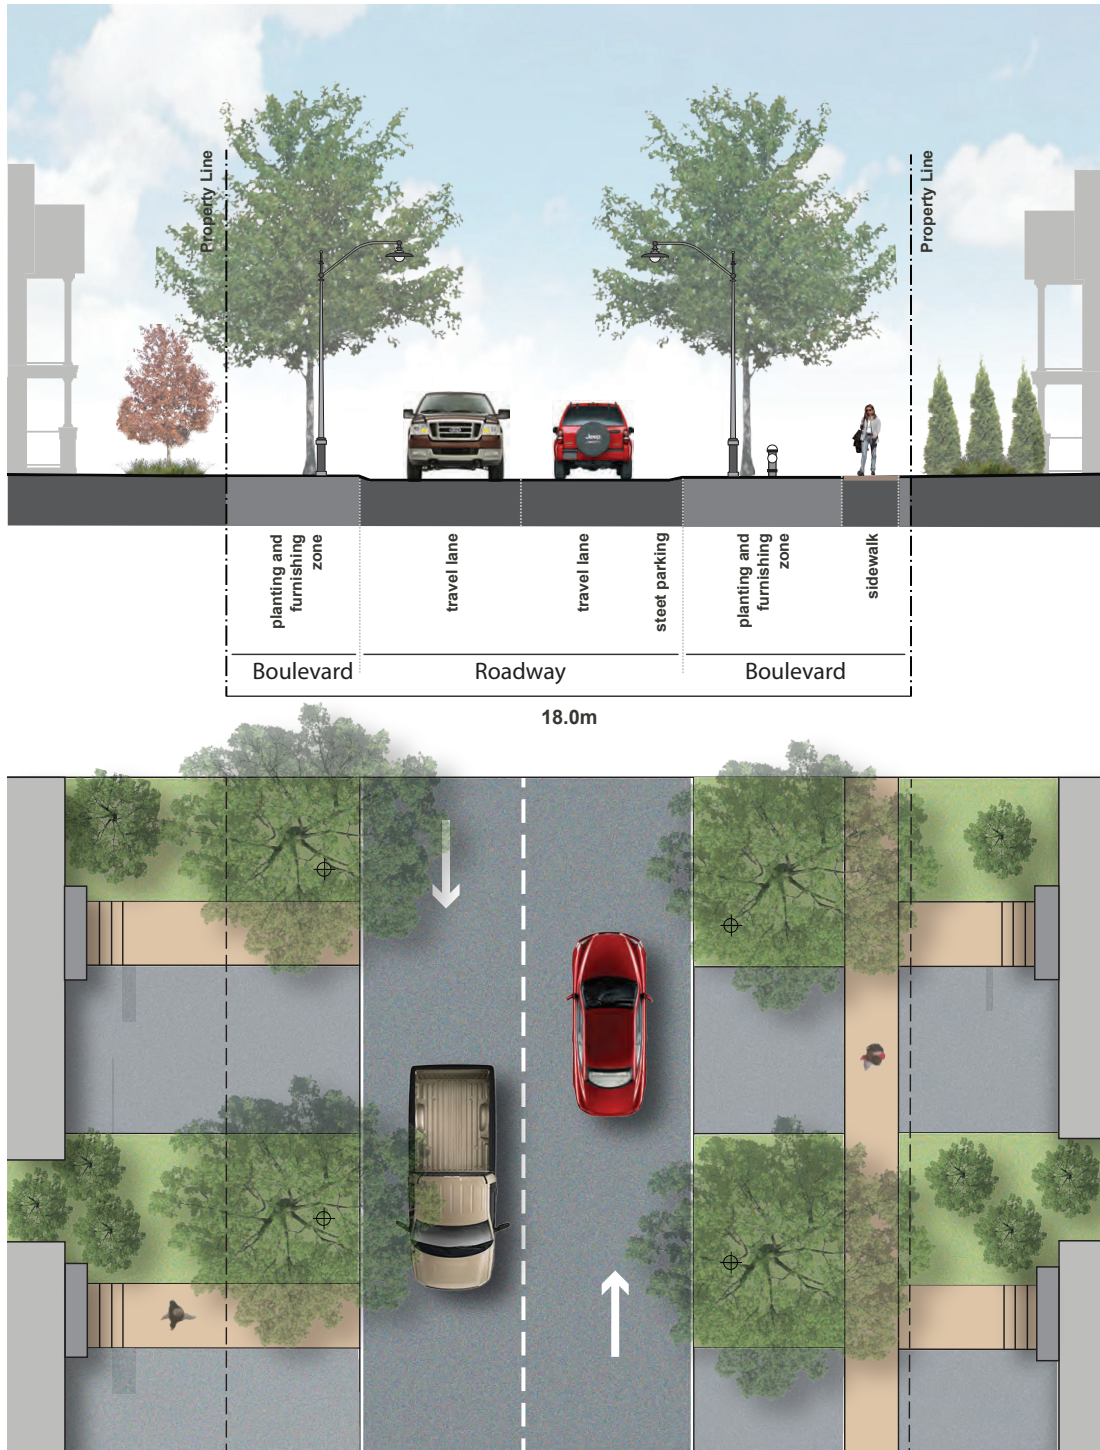 Property Line
Property Line
Jeep
planting and
furnishing
zone
travel lane
travel lane
steet parking
planting and
furnishing
zone
sidewalk
Boulevard
Roadway
Boulevard
18.0m